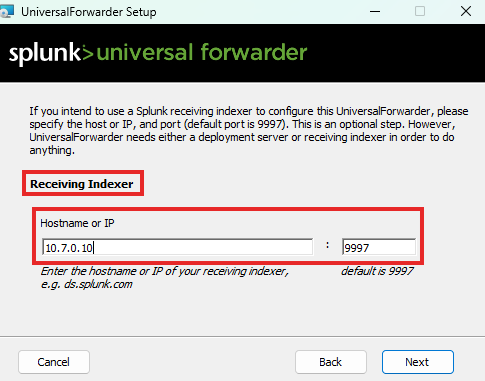 UniversalForwarder Setup
splunk>universal forwarder
If you intend to use a Splunk receiving indexer to configure this UniversalForwarder, please
specify the host or IP, and port (default port is 9997). This is an optional step. However,
UniversalForwarder needs either a deployment server or receiving indexer in order to do
anything.
Receiving Indexer
Hostname or IP
10.7.0.10 : 9997
Enter the hostname or IP of your receiving indexer, default is 9997
e.g. ds.splunk.com
Cancel Back Next